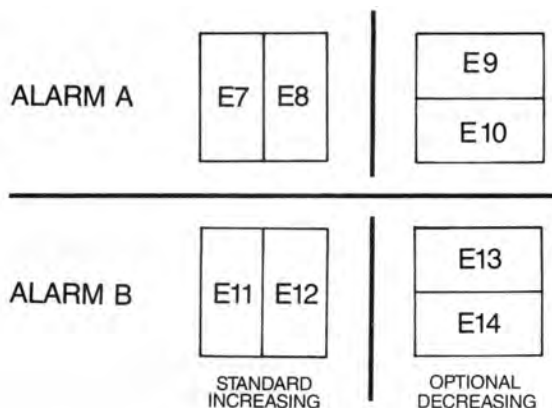 ALARM A
E7 E8
E9
E10
ALARM B
E11 E12
E13
E14
STANDARD
INCREASING
OPTIONAL
DECREASING